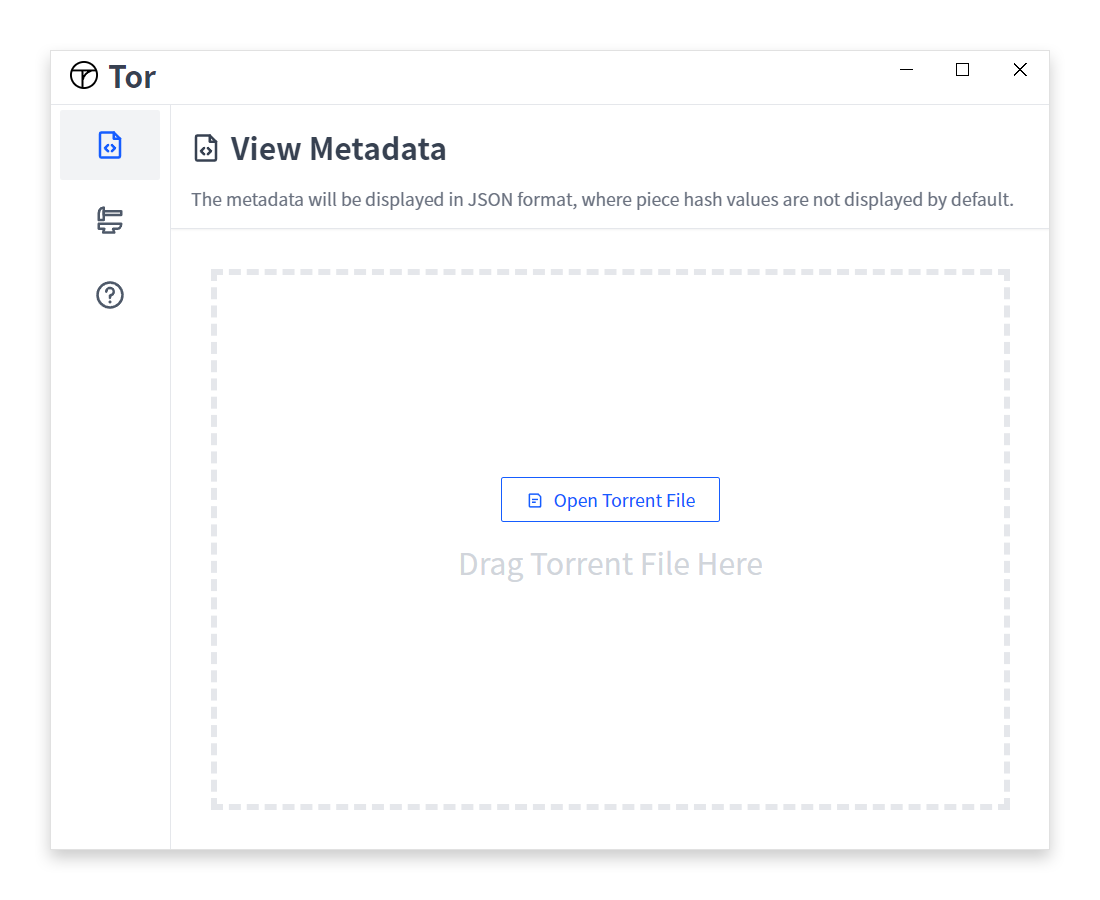 Tor
View Metadata
The metadata will be displayed in JSON format, where piece hash values are not displayed by default.
Open Torrent File
Drag Torrent File Here